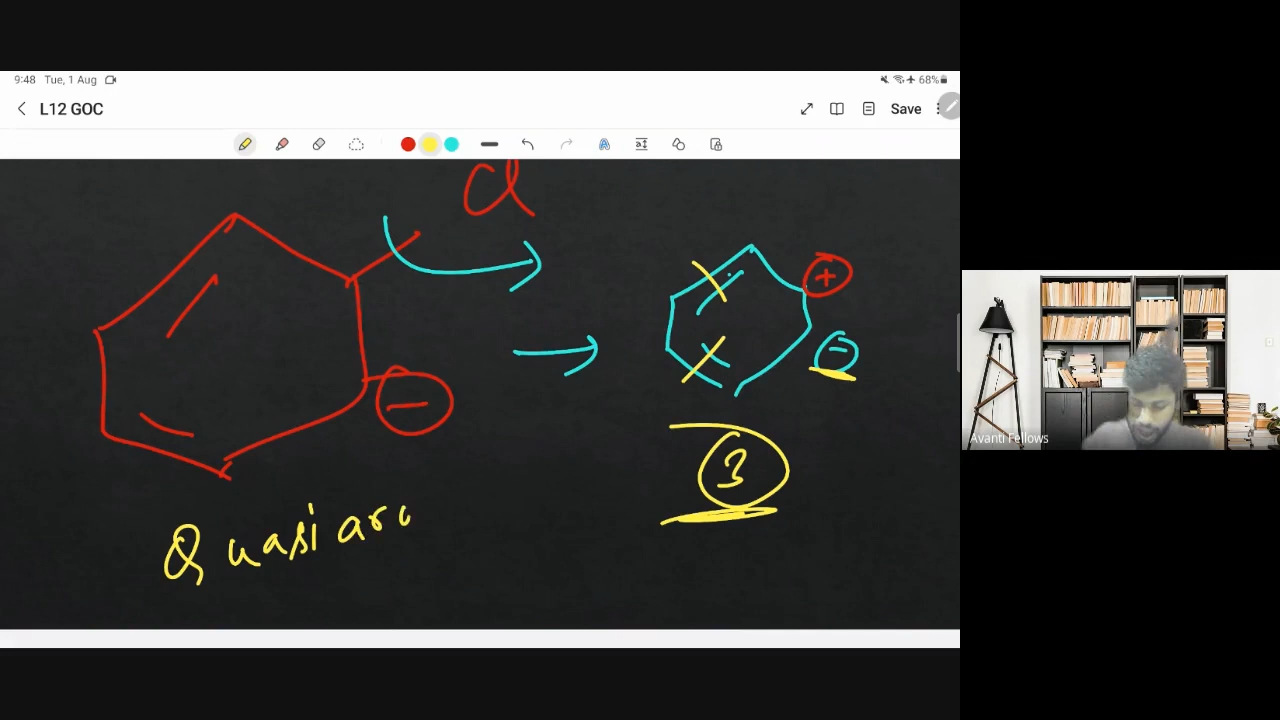 9:48 Tue, 1 Aug 68%
L12 GOC Save
Cl
+
−
−
3
Quasi aro
Avanti Fellows